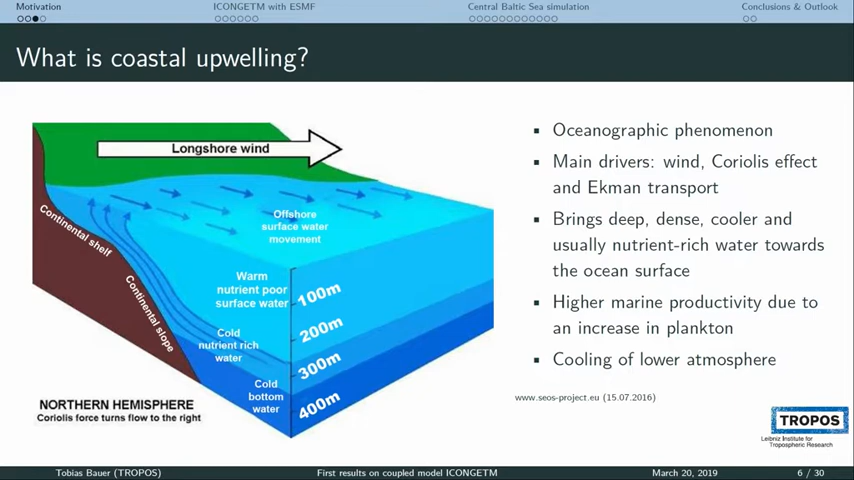 Motivation
ICONGETM with ESMF
Central Baltic Sea simulation
Conclusions & Outlook
What is coastal upwelling?
Longshore wind
Offshore
surface water
movement
Continental shelf
Continental slope
Warm
nutrient poor
surface water
Cold
nutrient rich
water
Cold
bottom
water
100m
200m
300m
400m
NORTHERN HEMISPHERE
Coriolis force turns flow to the right
▪ Oceanographic phenomenon
▪ Main drivers: wind, Coriolis effect
and Ekman transport
▪ Brings deep, dense, cooler and
usually nutrient-rich water towards
the ocean surface
▪ Higher marine productivity due to
an increase in plankton
▪ Cooling of lower atmosphere
www.seos-project.eu (15.07.2016)
TROPOS
Leibniz Institute for
Tropospheric Research
Tobias Bauer (TROPOS)
First results on coupled model ICONGETM
March 20, 2019
6 / 30